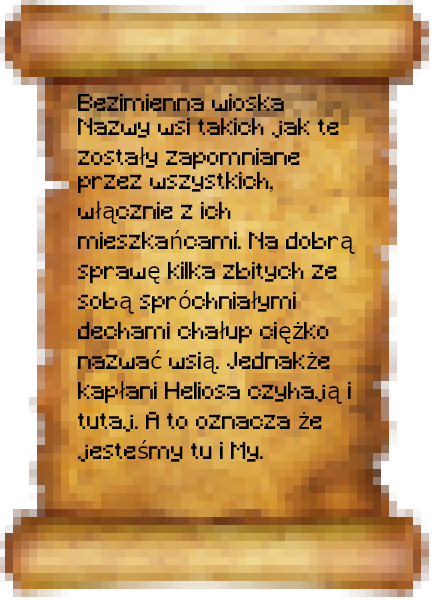 Bezimienna wioska
Nazwy wsi takich jak te
zostały zapomniane
przez wszystkich,
włącznie z ich
mieszkańcami. Na dobrą
sprawę kilka zbitych ze
sobą spróchniałymi
dechami chałup ciężko
nazwać wsią. Jednakże
kapłani Heliosa czyhają i
tutaj. A to oznacza że
jesteśmy tu i My.